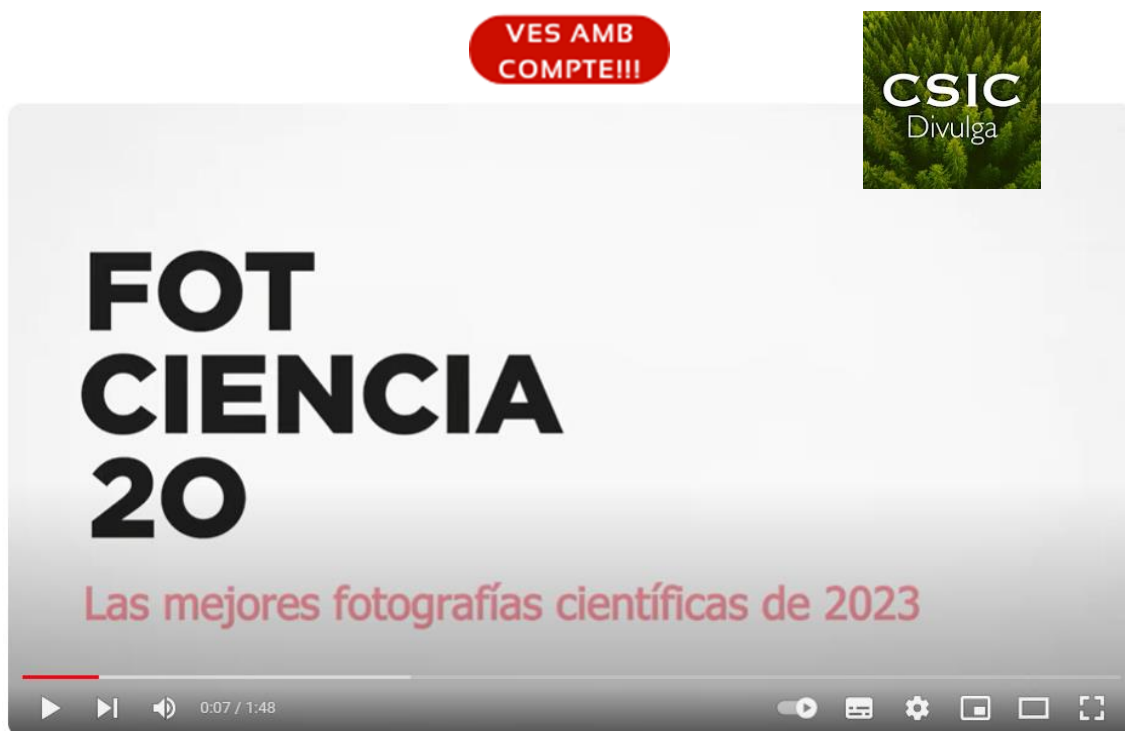 VES AMB
COMPTE!!!
CSIC
Divulga
FOT
CIENCIA
20
Las mejores fotografías científicas de 2023
0:07 / 1:48